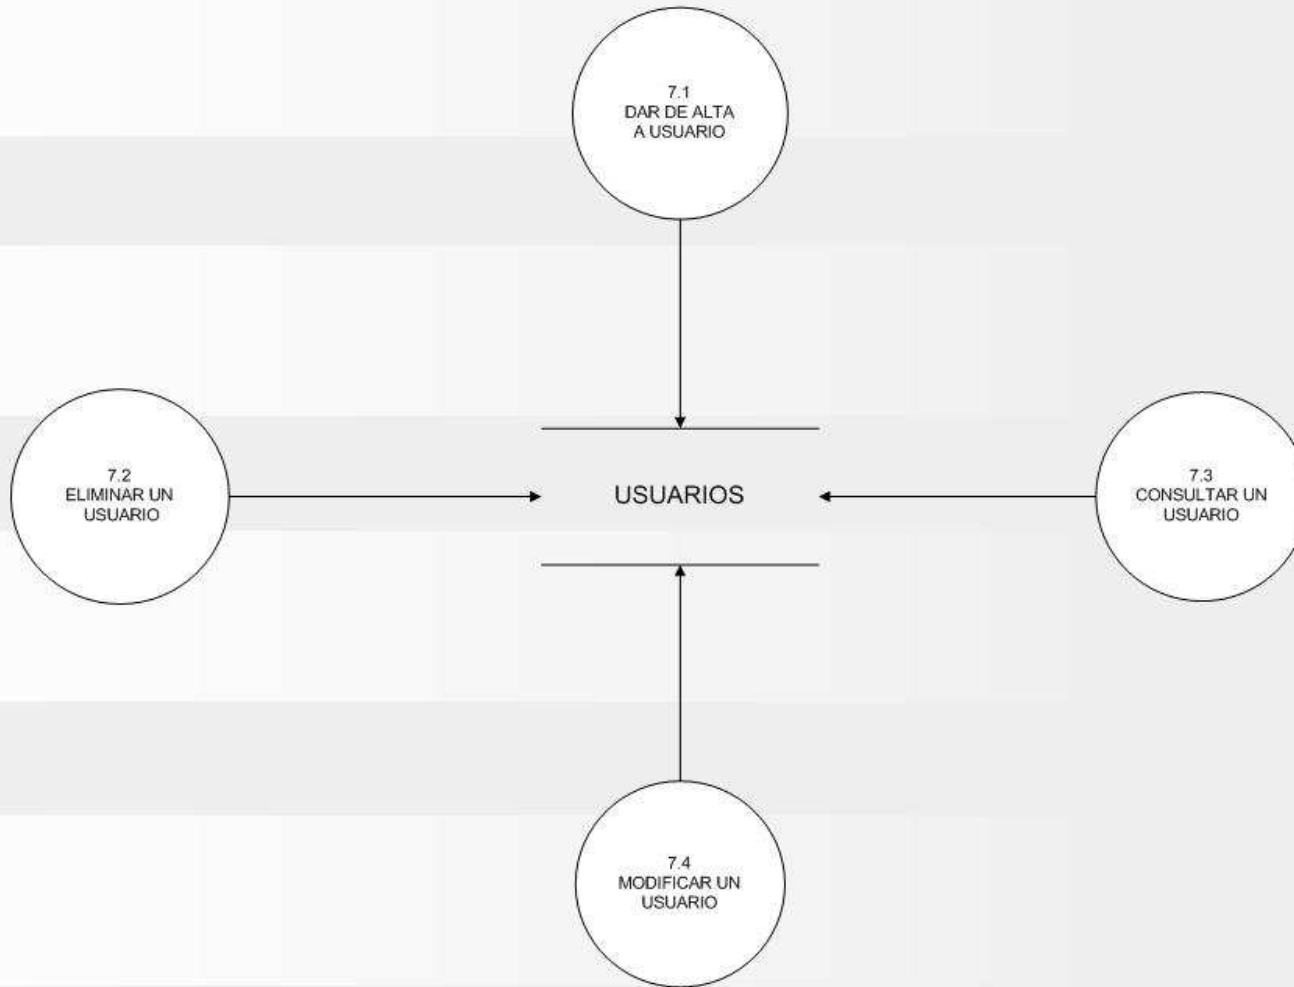 7.1
DAR DE ALTA
A USUARIO
7.2
ELIMINAR UN
USUARIO
USUARIOS
7.3
CONSULTAR UN
USUARIO
7.4
MODIFICAR UN
USUARIO